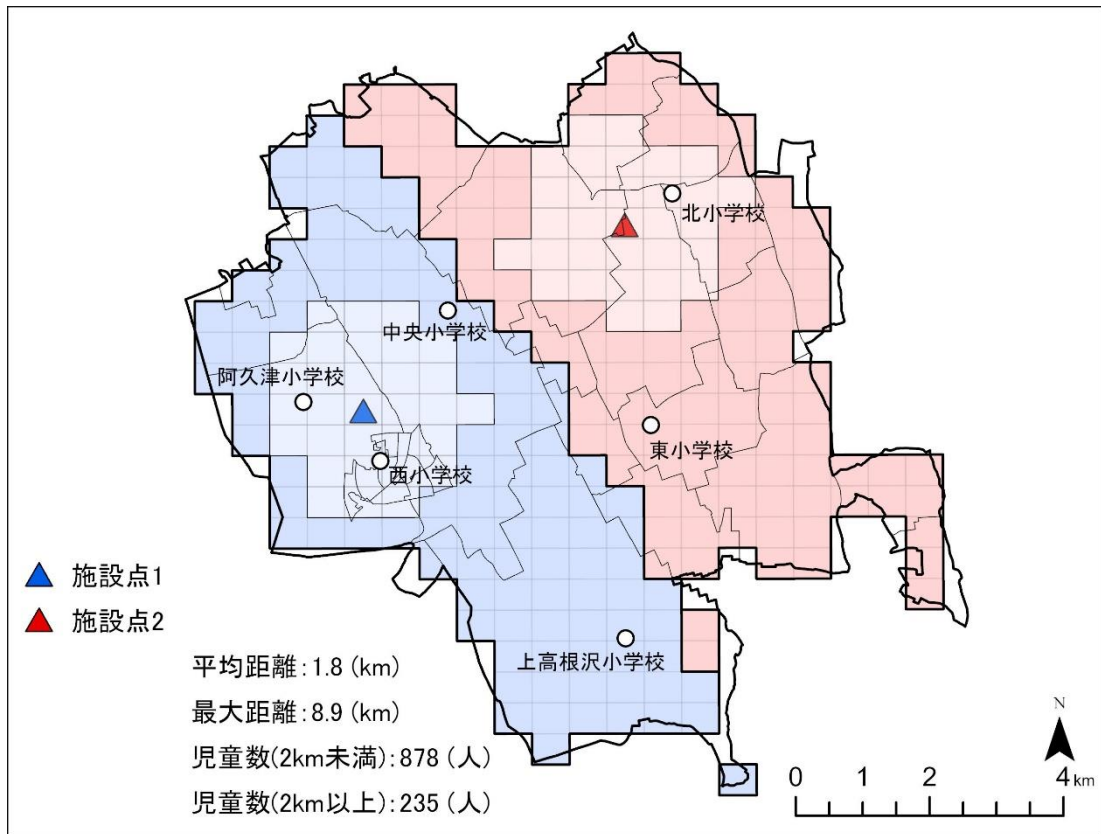 北小学校
中央小学校
阿久津小学校
東小学校
西小学校
施設点1
施設点2
上高根沢小学校
平均距離:1.8 (km)
最大距離:8.9 (km)
児童数(2km未満):878 (人)
児童数(2km以上):235 (人)
N
0 1 2 4 km